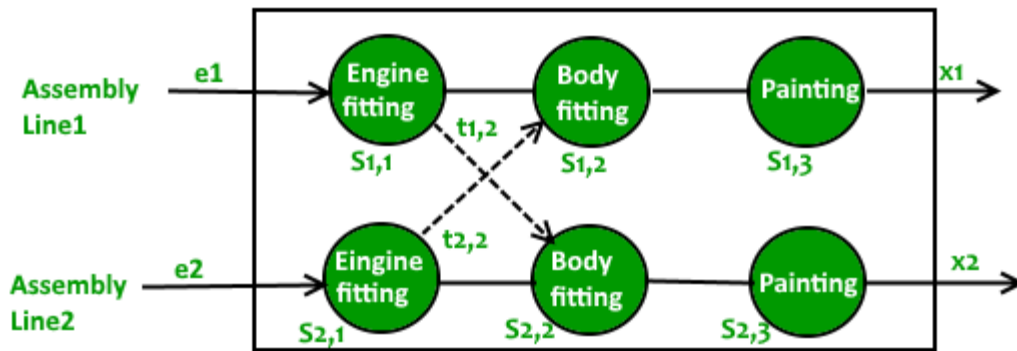 e1
x1
Assembly
Line1
Engine
fitting
Body
fitting
Painting
t1,2
S1,1
S1,2
S1,3
t2,2
e2
x2
Assembly
Line2
Eingine
fitting
Body
fitting
Painting
S2,1
S2,2
S2,3